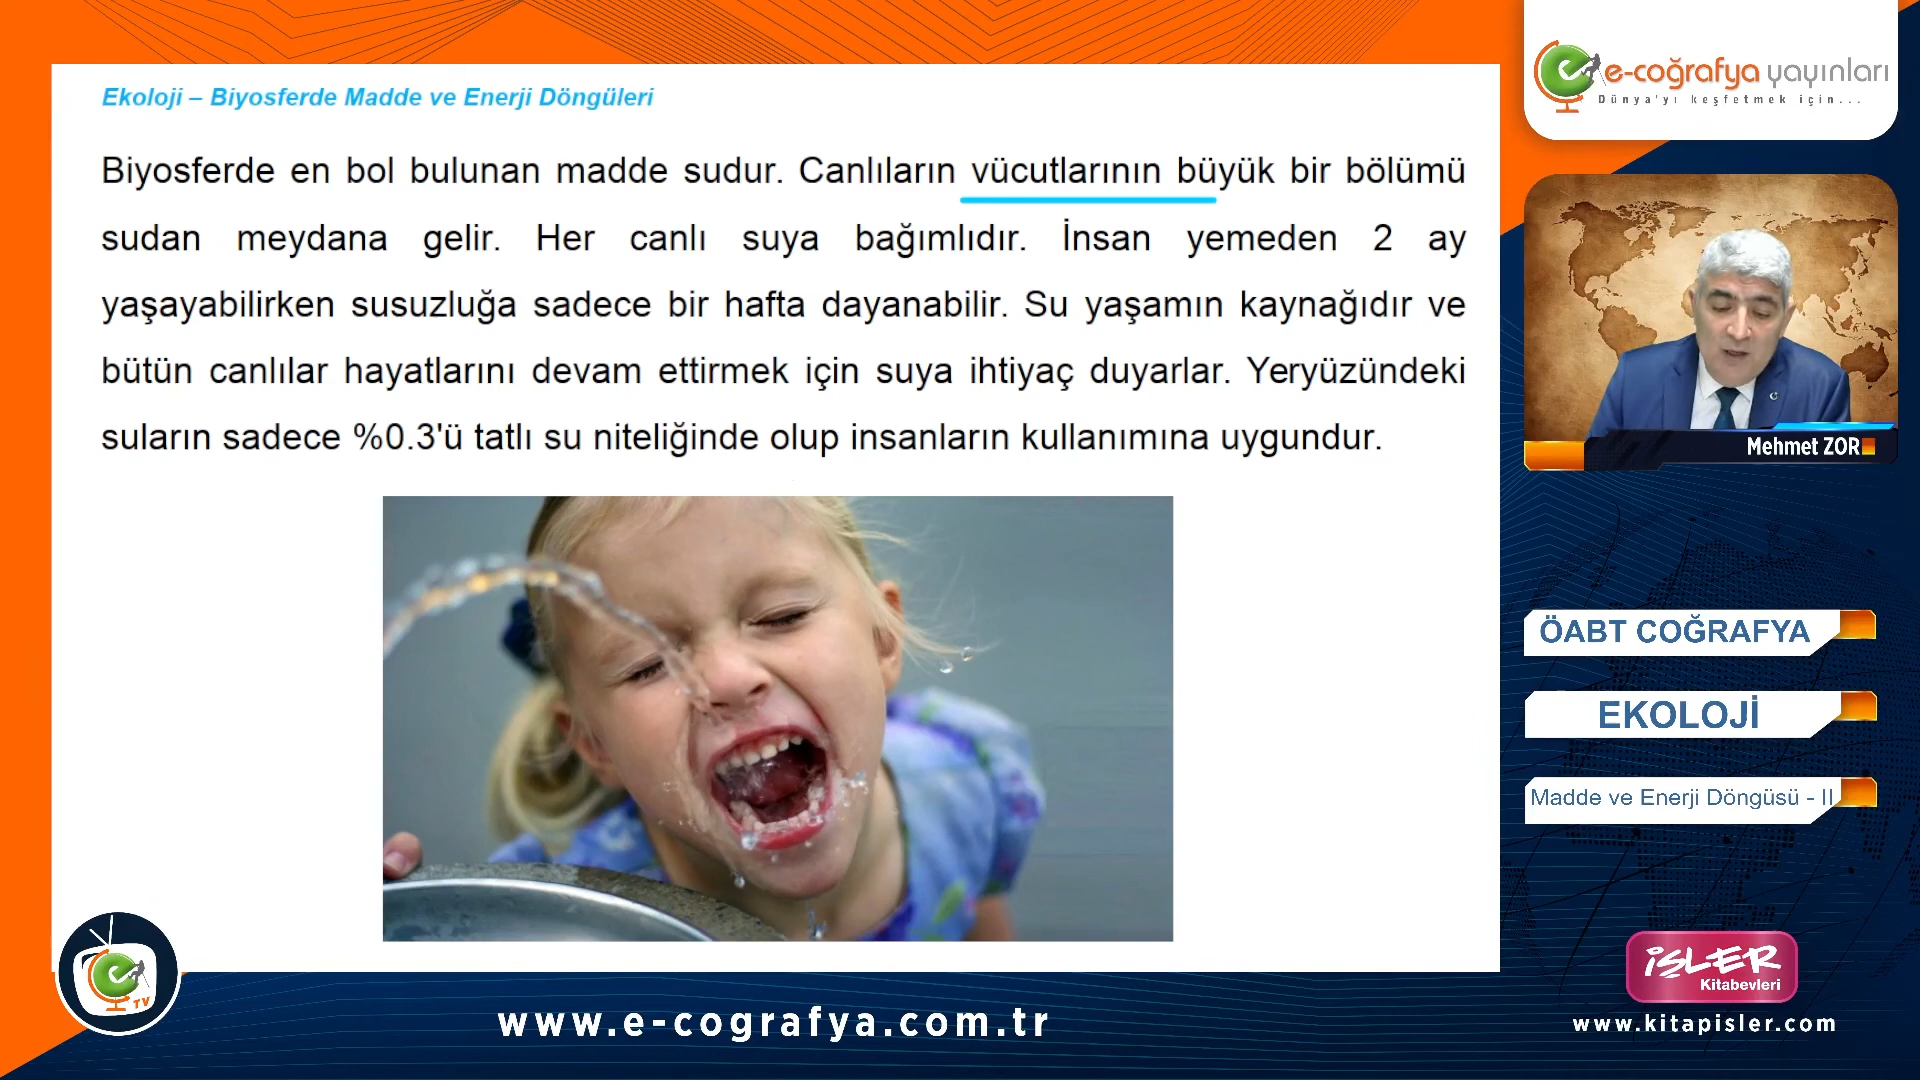 Ekoloji – Biyosferde Madde ve Enerji Döngüleri
Biyosferde en bol bulunan madde sudur. Canlıların vücutlarının büyük bir bölümü
sudan meydana gelir. Her canlı suya bağımlıdır. İnsan yemeden 2 ay
yaşayabilirken susuzluğa sadece bir hafta dayanabilir. Su yaşamın kaynağıdır ve
bütün canlılar hayatlarını devam ettirmek için suya ihtiyaç duyarlar. Yeryüzündeki
suların sadece %0.3'ü tatlı su niteliğinde olup insanların kullanımına uygundur.
e-coğrafya yayınları
Dünya'yı keşfetmek için...
Mehmet ZOR
ÖABT COĞRAFYA
EKOLOJİ
Madde ve Enerji Döngüsü - II
İŞLER
Kitabevleri
www.kitapisler.com
e TV
www.e-cografya.com.tr